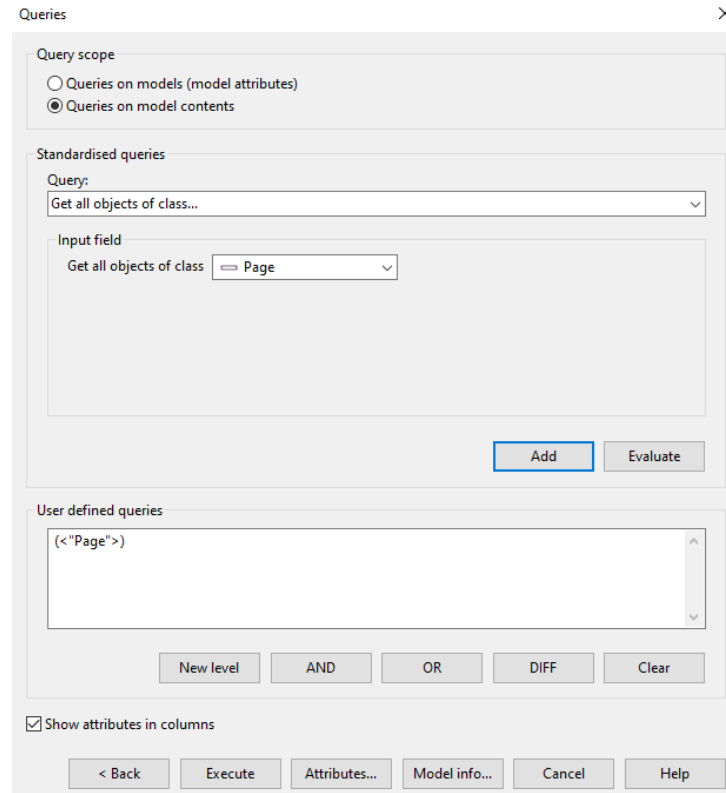 Queries
Query scope
Queries on models (model attributes)
Queries on model contents
Standardised queries
Query:
Get all objects of class...
Input field
Get all objects of class Page
Add Evaluate
User defined queries
(<"Page">)
New level AND OR DIFF Clear
Show attributes in columns
< Back Execute Attributes... Model info... Cancel Help